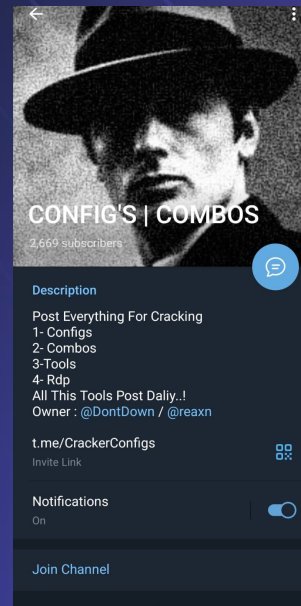 CONFIG'S | COMBOS
2,669 subscribers
Description
Post Everything For Cracking
1- Configs
2- Combos
3-Tools
4- Rdp
All This Tools Post Daliy..!
Owner : @DontDown / @reaxn
t.me/CrackerConfigs
Invite Link
Notifications
On
Join Channel